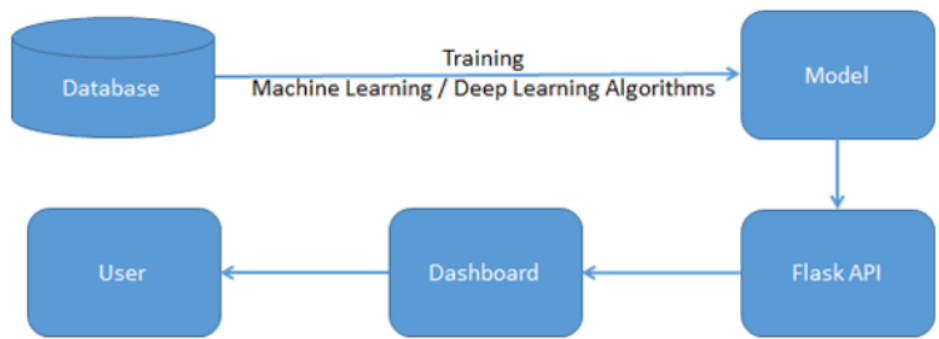 Database
Training
Machine Learning / Deep Learning Algorithms
Model
User
Dashboard
Flask API